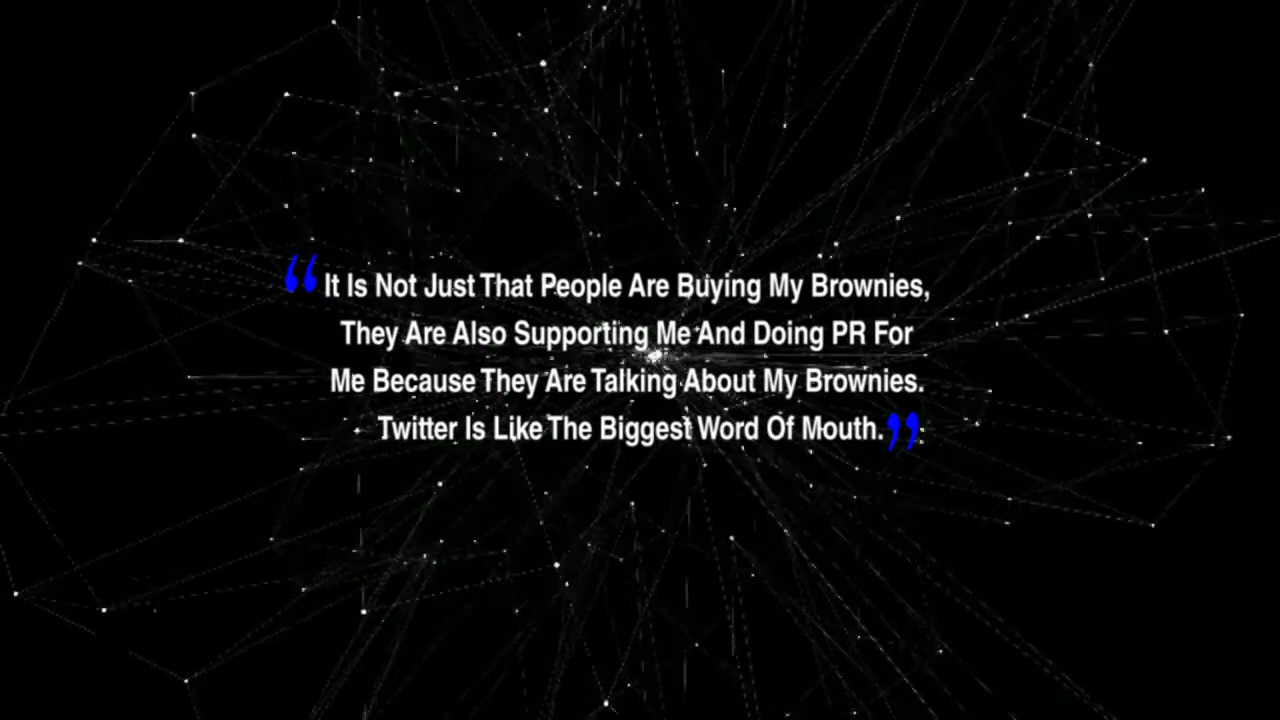 “It Is Not Just That People Are Buying My Brownies,
They Are Also Supporting Me And Doing PR For
Me Because They Are Talking About My Brownies.
Twitter Is Like The Biggest Word Of Mouth.”